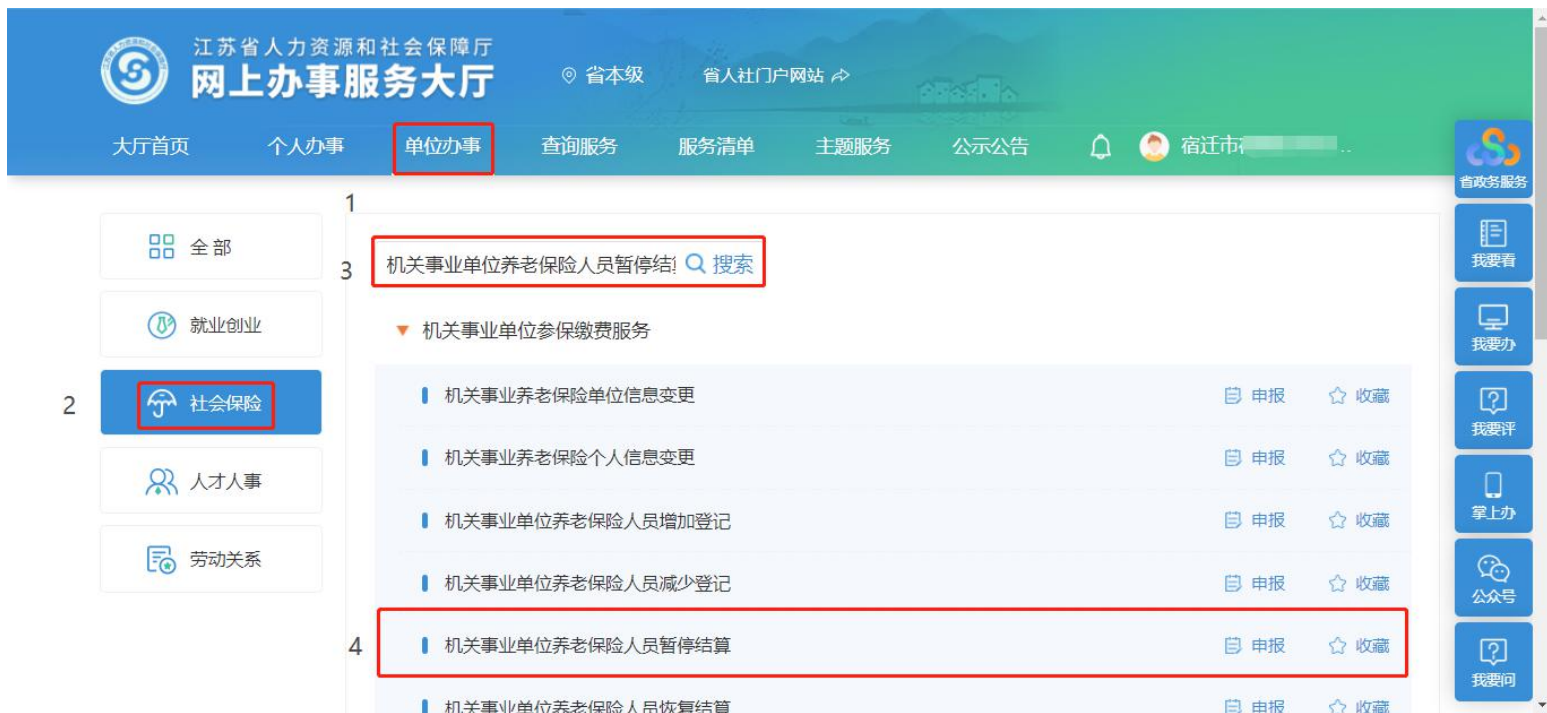 江苏省人力资源和社会保障厅
网上办事服务大厅
省本级
省人社门户网站
大厅首页 个人办事 单位办事 查询服务 服务清单 主题服务 公示公告
宿迁市
省政务服务
1
全部
3
机关事业单位养老保险人员暂停结 搜索
我要看
就业创业
机关事业单位参保缴费服务
我要办
2
社会保险
机关事业养老保险单位信息变更 申报 收藏
我要评
机关事业养老保险个人信息变更 申报 收藏
人才人事
机关事业单位养老保险人员增加登记 申报 收藏
掌上办
劳动关系
机关事业单位养老保险人员减少登记 申报 收藏
公众号
4
机关事业单位养老保险人员暂停结算 申报 收藏
我要问
机关事业单位养老保险人员恢复结算 申报 收藏